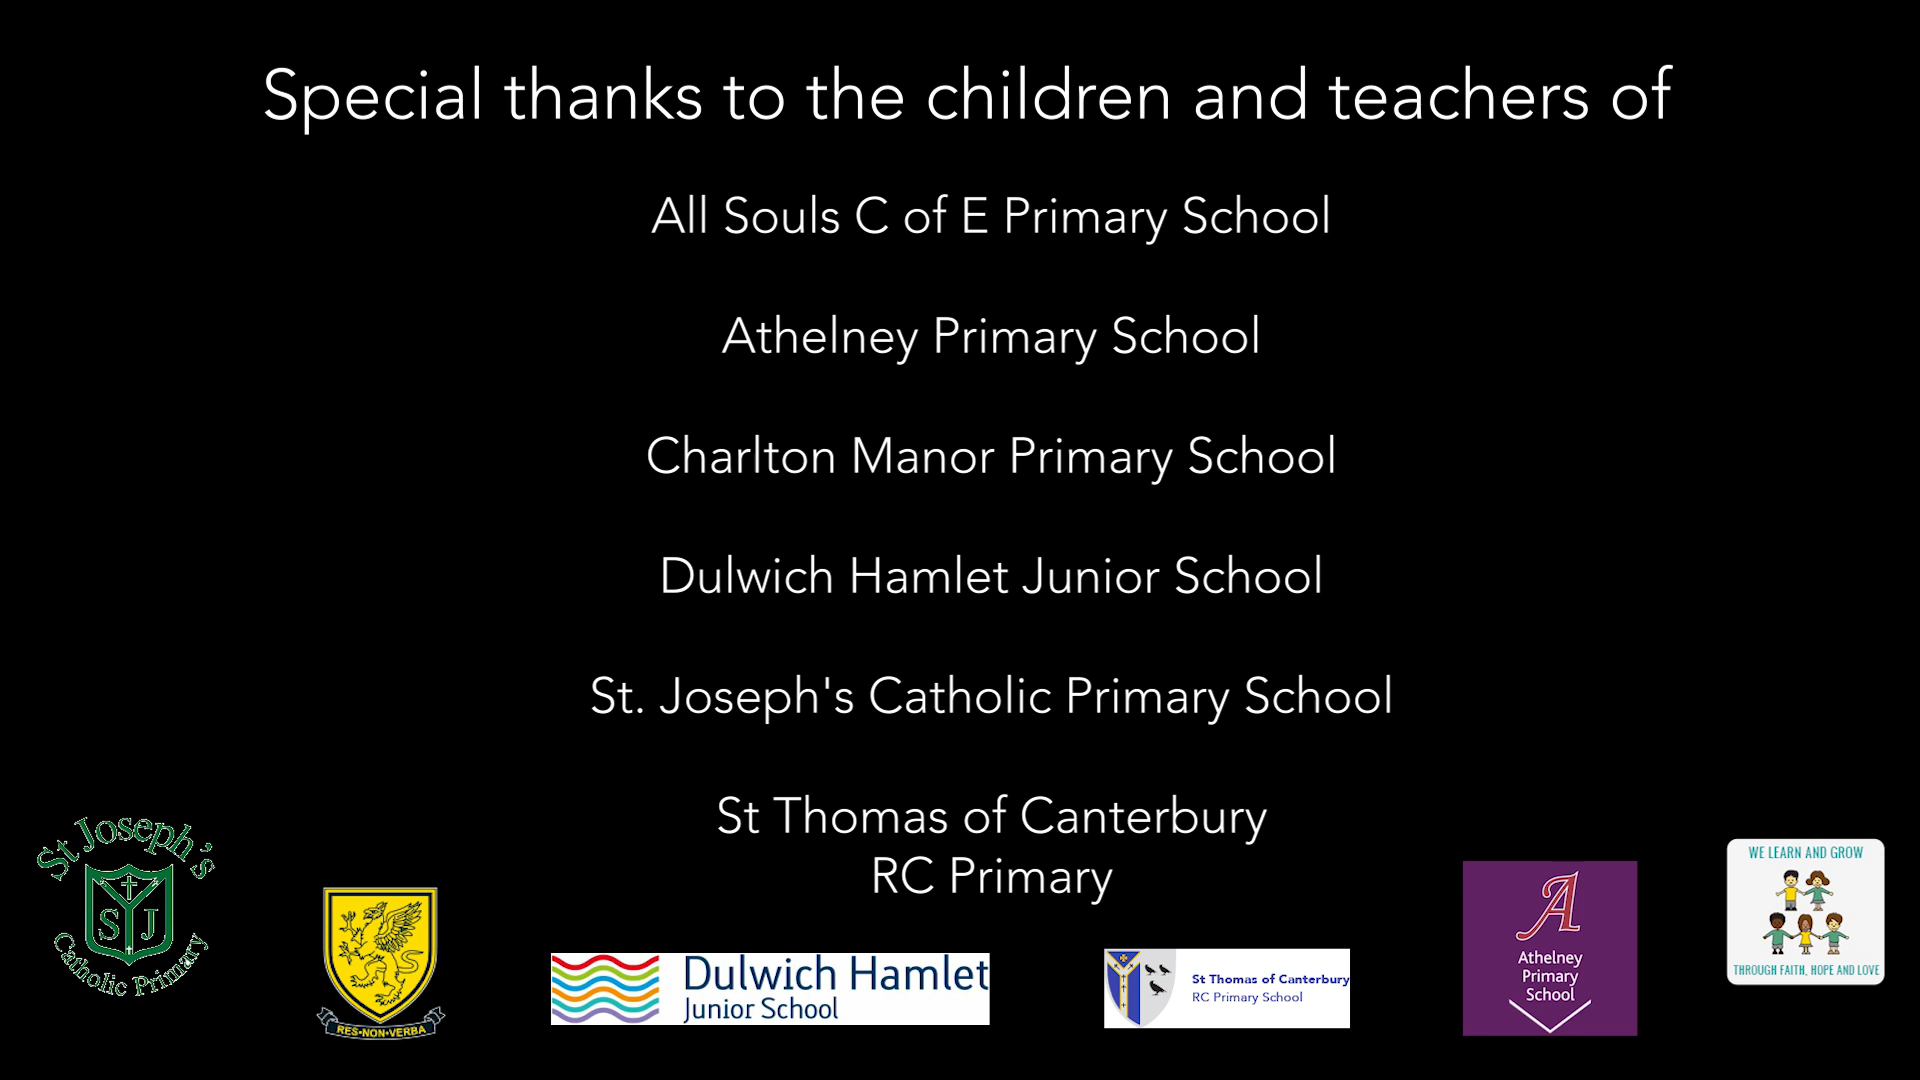 Special thanks to the children and teachers of
All Souls C of E Primary School
Athelney Primary School
Charlton Manor Primary School
Dulwich Hamlet Junior School
St. Joseph's Catholic Primary School
St Thomas of Canterbury
RC Primary
St Joseph's
S J
Catholic Primary
RES·NON·VERBA
Dulwich Hamlet
Junior School
St Thomas of Canterbury
RC Primary School
A
Athelney
Primary
School
WE LEARN AND GROW
THROUGH FAITH, HOPE AND LOVE